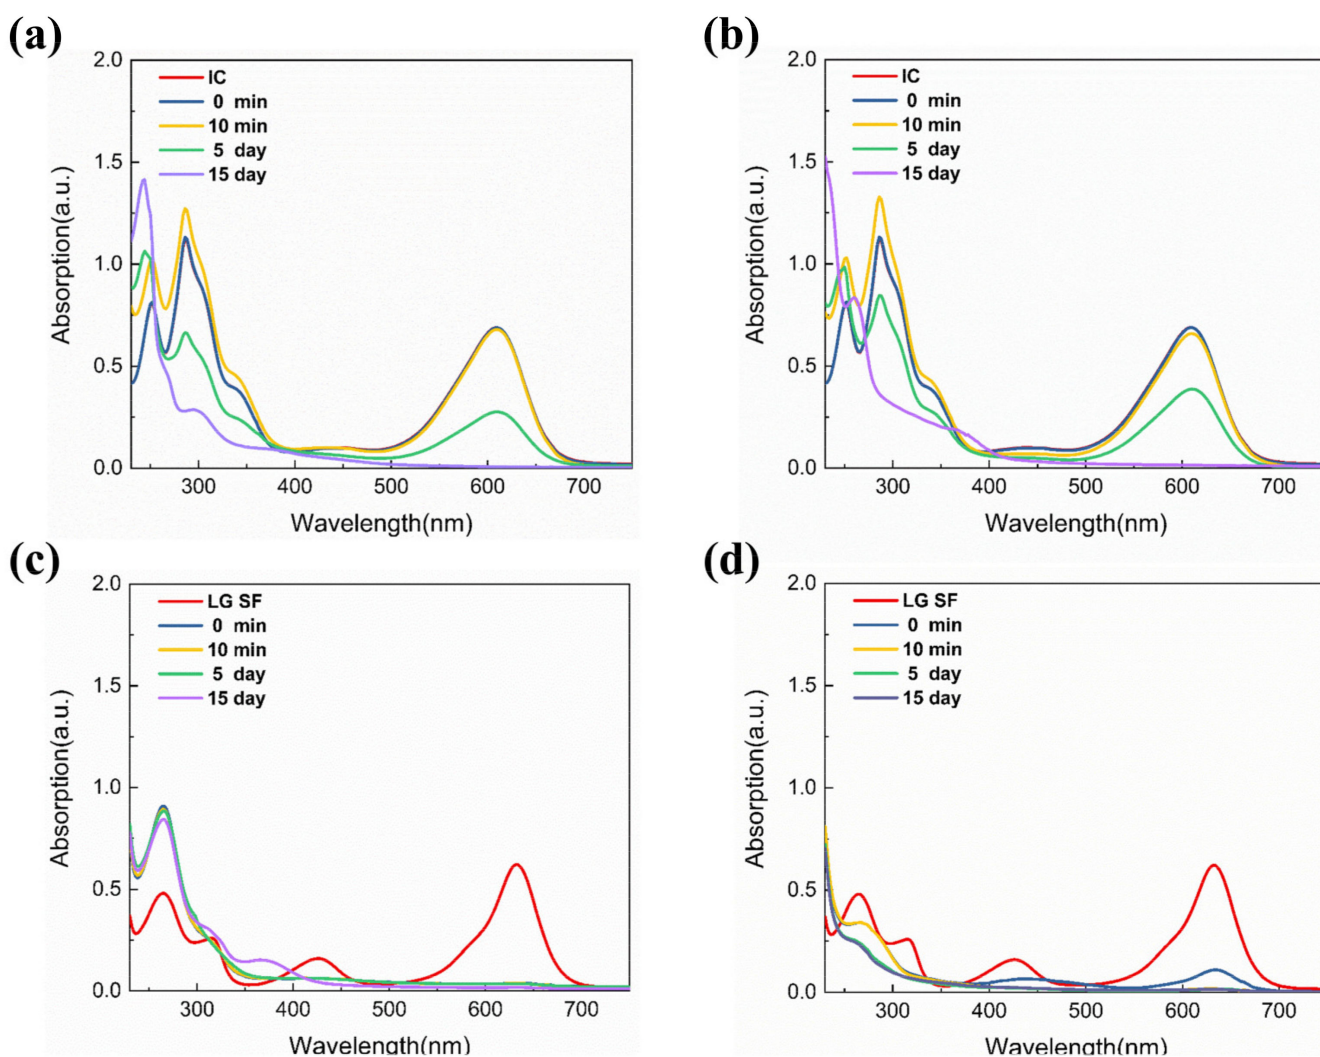 (a)
2.0
1.5
1.0
0.5
0.0
Absorption(a.u.)
IC
0 min
10 min
5 day
15 day
300
400
500
600
700
Wavelength(nm)
(b)
2.0
1.5
1.0
0.5
0.0
Absorption(a.u.)
IC
0 min
10 min
5 day
15 day
300
400
500
600
700
Wavelength(nm)
(c)
2.0
1.5
1.0
0.5
0.0
Absorption(a.u.)
LG SF
0 min
10 min
5 day
15 day
300
400
500
600
700
Wavelength(nm)
(d)
2.0
1.5
1.0
0.5
0.0
Absorption(a.u.)
LG SF
0 min
10 min
5 day
15 day
300
400
500
600
700
Wavelength(nm)